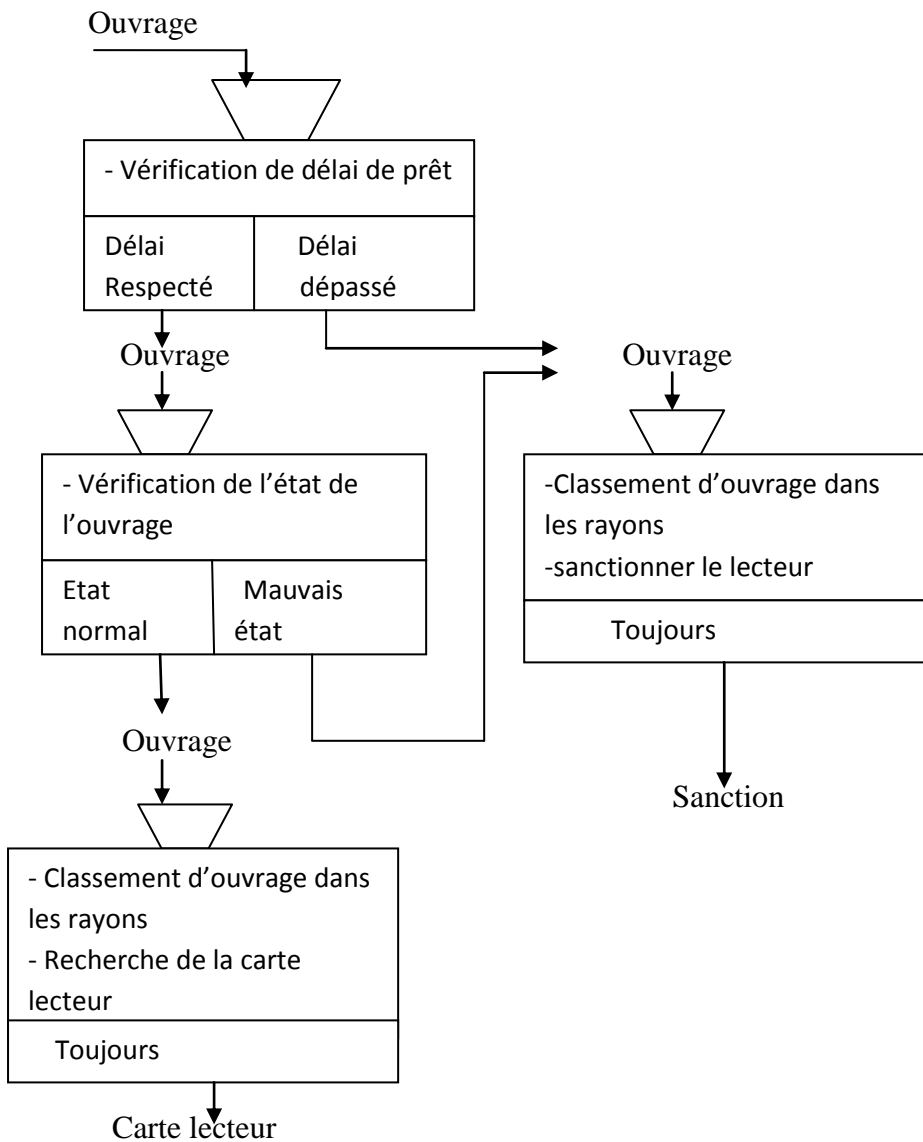 Ouvrage
- Vérification de délai de prêt
Délai
Respecté
Délai
dépassé
Ouvrage
Ouvrage
- Vérification de l’état de
l’ouvrage
Etat
normal
Mauvais
état
-Classement d’ouvrage dans
les rayons
-sanctionner le lecteur
Toujours
Ouvrage
Sanction
- Classement d’ouvrage dans
les rayons
- Recherche de la carte
lecteur
Toujours
Carte lecteur